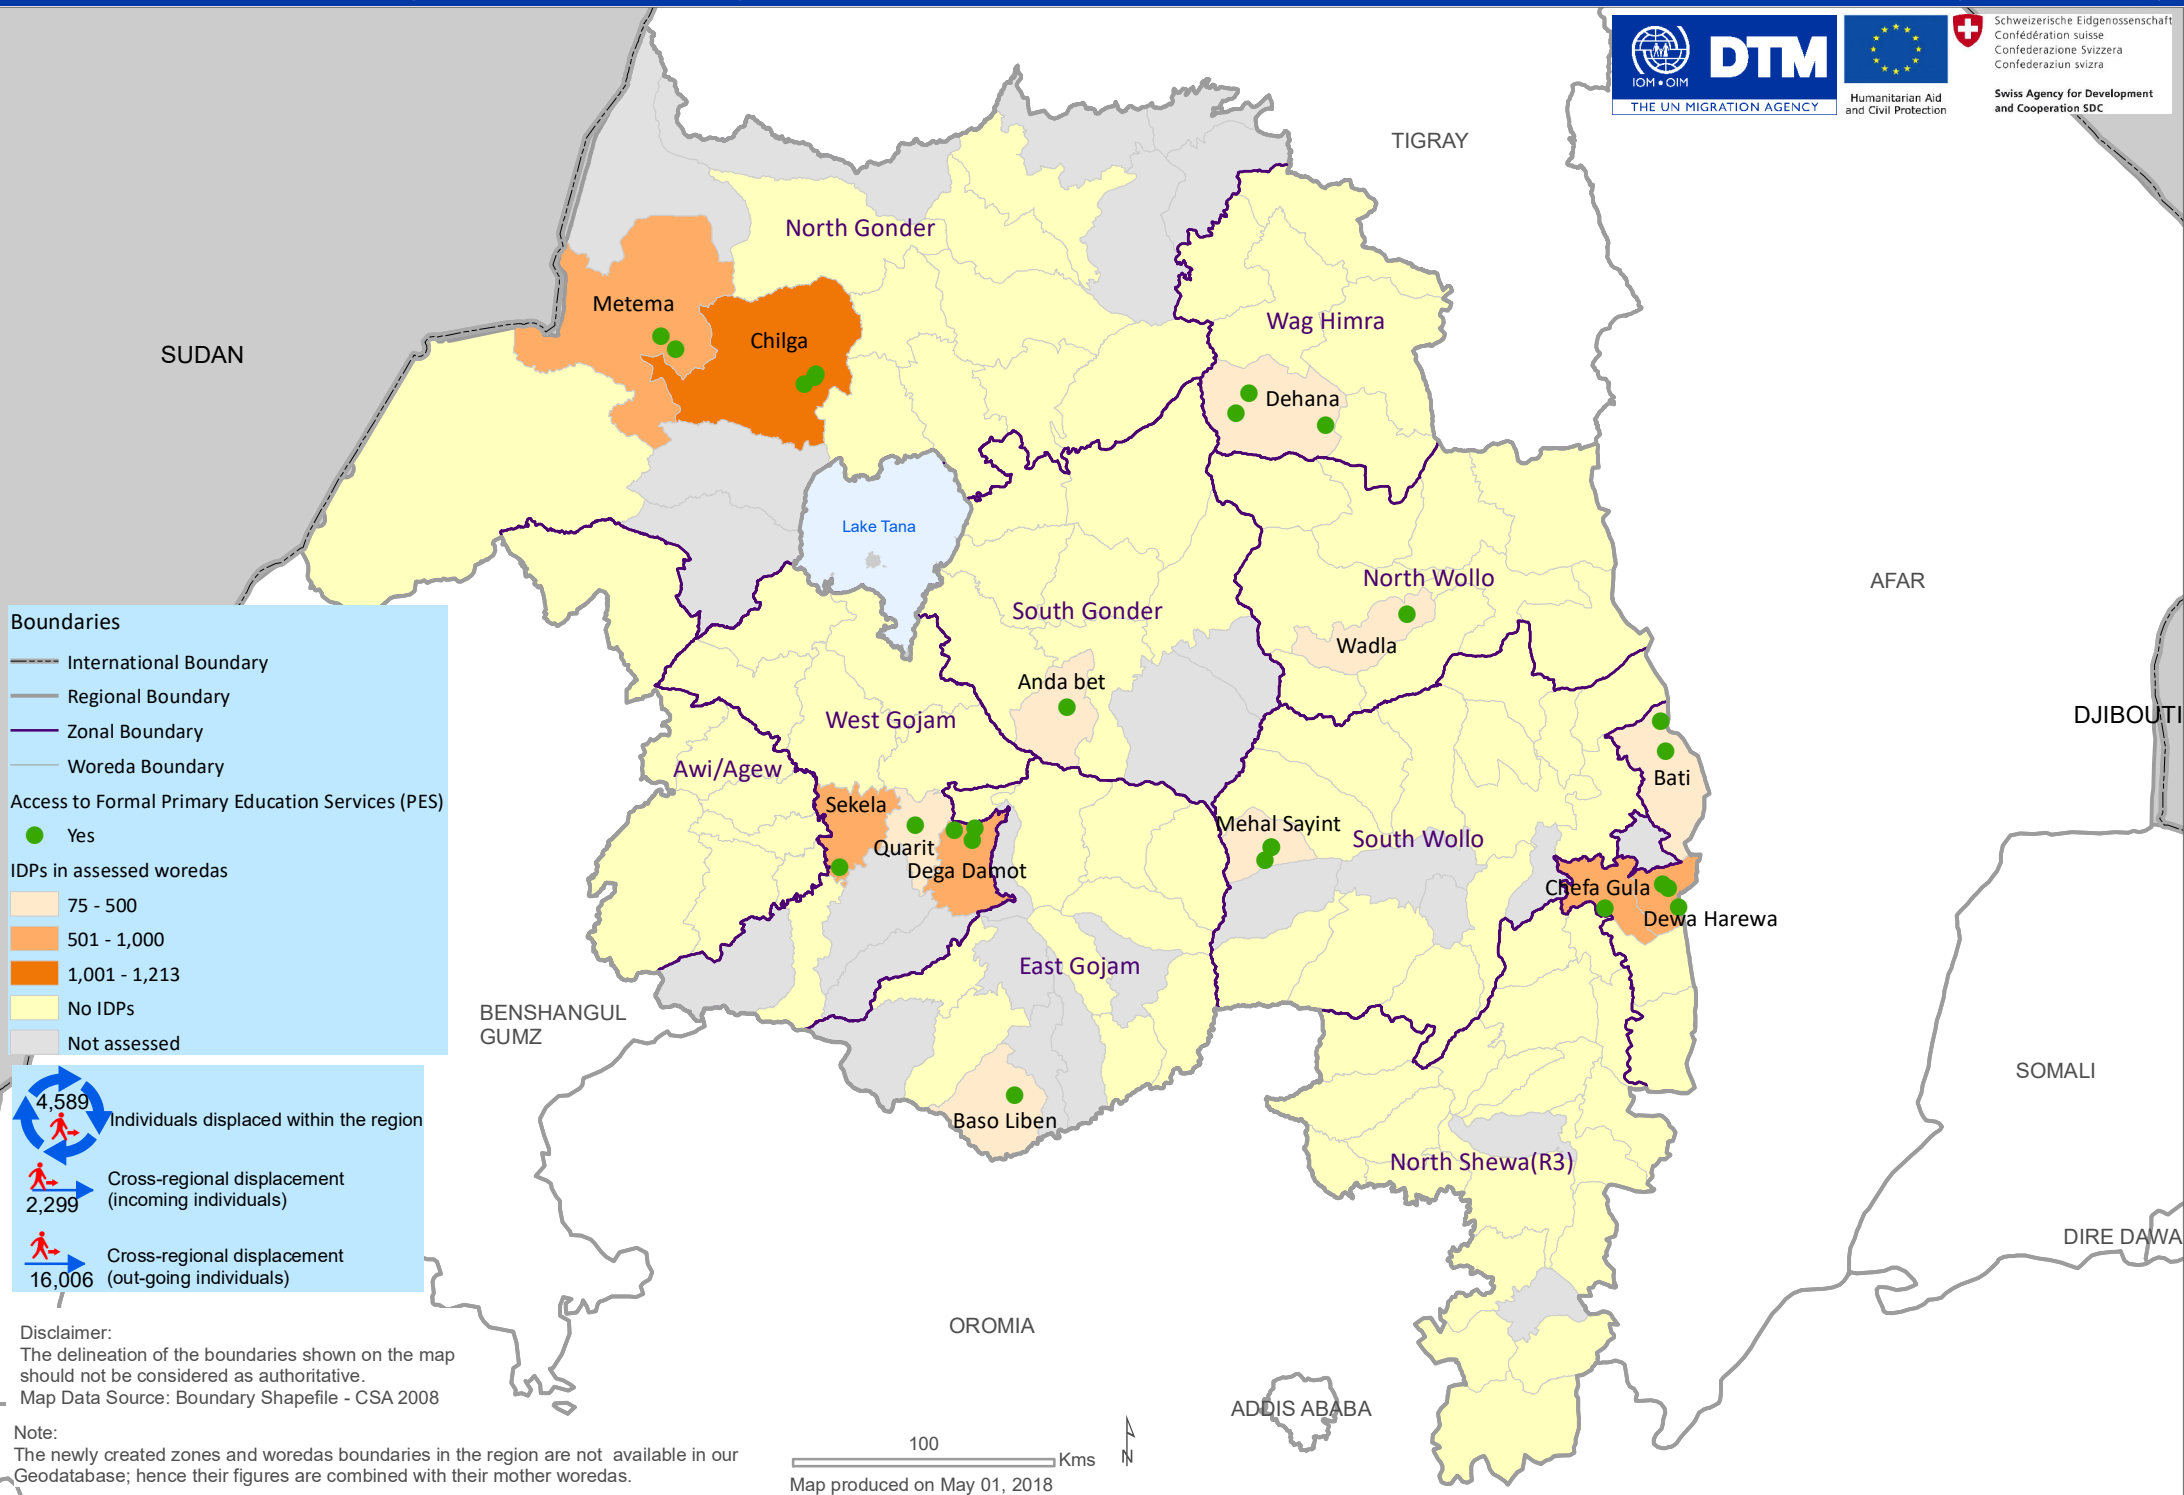 IOM • OIM
DTM
THE UN MIGRATION AGENCY
Humanitarian Aid
and Civil Protection
Schweizerische Eidgenossenschaft
Confédération suisse
Confederazione Svizzera
Confederaziun svizra
Swiss Agency for Development
and Cooperation SDC
TIGRAY
North Gonder
Metema
Wag Himra
Chilga
SUDAN
Dehana
Lake Tana
North Wollo
AFAR
South Gonder
Wadla
Anda bet
DJIBOUTI
West Gojam
Awi/Agew
Bati
Sekela
Mehal Sayint
South Wollo
Quarit
Dega Damot
Chefa Gula
Dewa Harewa
East Gojam
BENSHANGUL
GUMZ
SOMALI
Baso Liben
North Shewa(R3)
DIRE DAWA
OROMIA
ADDIS ABABA
Boundaries
International Boundary
Regional Boundary
Zonal Boundary
Woreda Boundary
Access to Formal Primary Education Services (PES)
Yes
IDPs in assessed woredas
75 - 500
501 - 1,000
1,001 - 1,213
No IDPs
Not assessed
4,589
Individuals displaced within the region
Cross-regional displacement
(incoming individuals)
2,299
Cross-regional displacement
(out-going individuals)
16,006
Disclaimer:
The delineation of the boundaries shown on the map
should not be considered as authoritative.
Map Data Source: Boundary Shapefile - CSA 2008
Note:
The newly created zones and woredas boundaries in the region are not  available in our
Geodatabase; hence their figures are combined with their mother woredas.
100
Kms
N
Map produced on May 01, 2018